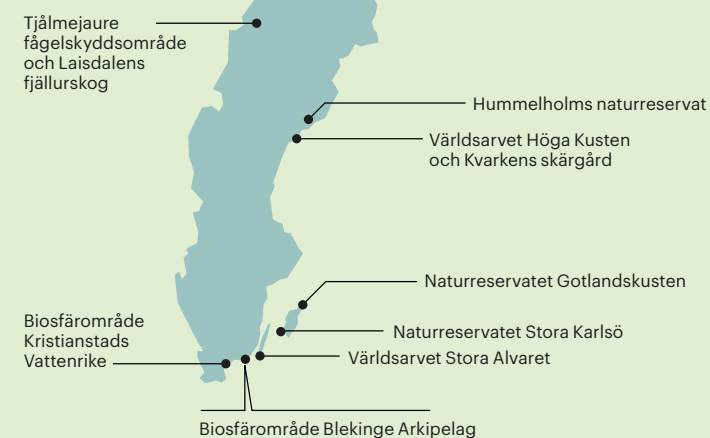 Tjålmejaure
fågelskyddsområde
och Laisdalens
fjällurskog
Hummelholms naturreservat
Världsarvet Höga Kusten
och Kvarkens skärgård
Naturreservatet Gotlandskusten
Biosfärområde
Kristianstads
Vattenrike
Naturreservatet Stora Karlsö
Världsarvet Stora Alvaret
Biosfärområde Blekinge Arkipelag